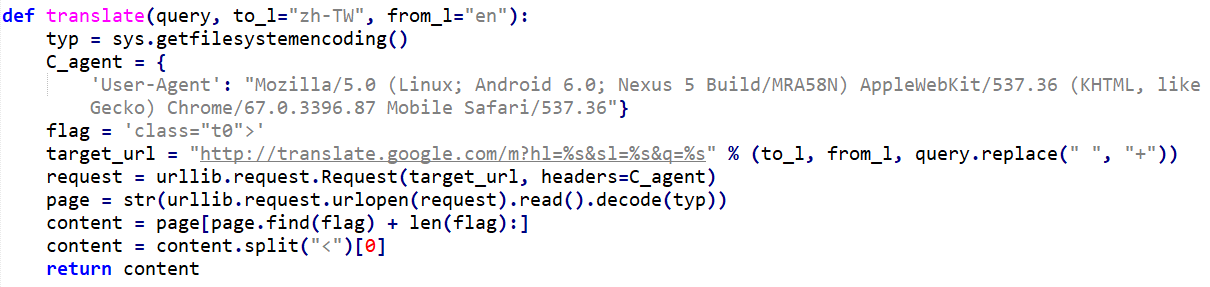 def translate(query, to_l="zh-TW", from_l="en"):
    typ = sys.getfilesystemencoding()
    C_agent = {
        'User-Agent': "Mozilla/5.0 (Linux; Android 6.0; Nexus 5 Build/MRA58N) AppleWebKit/537.36 (KHTML, like
        Gecko) Chrome/67.0.3396.87 Mobile Safari/537.36"}
    flag = 'class="t0">'
    target_url = "http://translate.google.com/m?hl=%s&sl=%s&q=%s" % (to_l, from_l, query.replace(" ", "+"))
    request = urllib.request.Request(target_url, headers=C_agent)
    page = str(urllib.request.urlopen(request).read().decode(typ))
    content = page[page.find(flag) + len(flag):]
    content = content.split("<")[0]
    return content